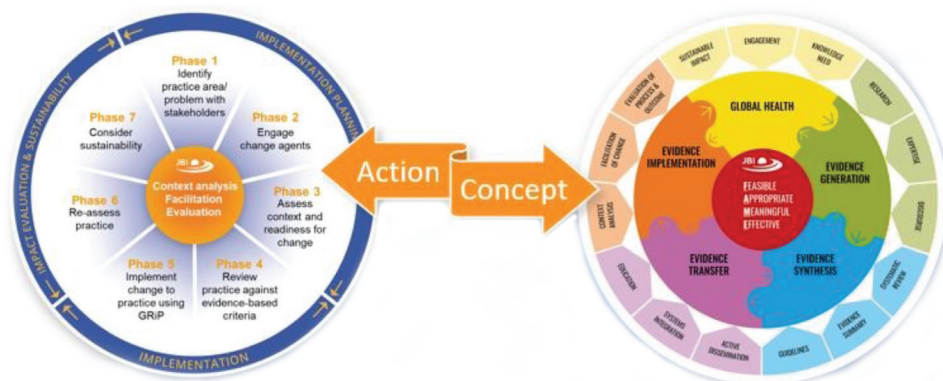 IMPLEMENTATION PLANNING
IMPLEMENTATION
IMPACT EVALUATION & SUSTAINABILITY
Phase 1
Identify
practice area/
problem with
stakeholders
Phase 2
Engage
change agents
Phase 3
Assess
context and
readiness for
change
Phase 4
Review
practice against
evidence-based
criteria
Phase 5
Implement
change to
practice using
GRiP
Phase 6
Re-assess
practice
Phase 7
Consider
sustainability
JBI
Context analysis
Facilitation
Evaluation
Action
Concept
JBI
FEASIBLE
APPROPRIATE
MEANINGFUL
EFFECTIVE
GLOBAL HEALTH
EVIDENCE
GENERATION
EVIDENCE
SYNTHESIS
EVIDENCE
TRANSFER
EVIDENCE
IMPLEMENTATION
SUSTAINABLE
IMPACT
ENGAGEMENT
KNOWLEDGE
NEED
RESEARCH
EXPERTISE
DISCOURSE
SYSTEMATIC
REVIEW
EVIDENCE
SUMMARY
GUIDELINES
ACTIVE
DISSEMINATION
SYSTEMS
INTEGRATION
EDUCATION
CONTEXT
ANALYSIS
FACILITATION
OF CHANGE
EVALUATION OF
PROCESS &
OUTCOME